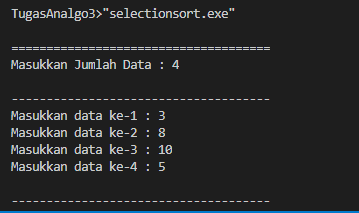 TugasAnalgo3>"selectionsort.exe"
=====================================
Masukkan Jumlah Data : 4
-------------------------------------
Masukkan data ke-1 : 3
Masukkan data ke-2 : 8
Masukkan data ke-3 : 10
Masukkan data ke-4 : 5
-------------------------------------